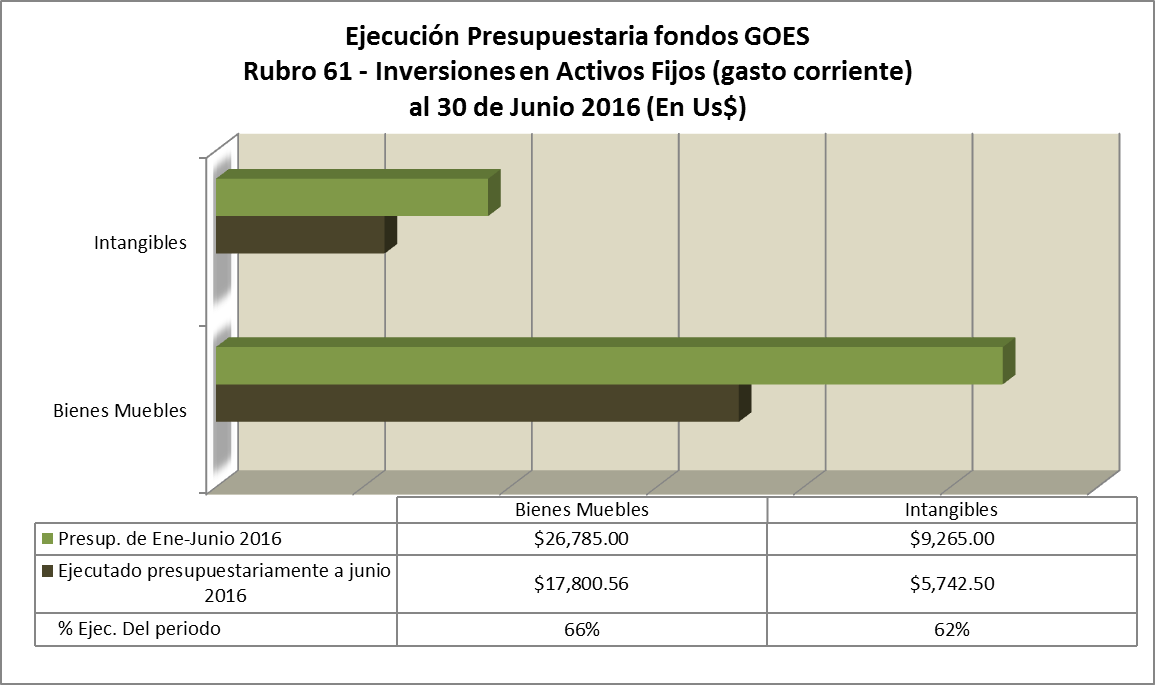 Ejecución Presupuestaria fondos GOES
Rubro 61 - Inversiones en Activos Fijos (gasto corriente)
al 30 de Junio 2016 (En Us$)
Intangibles
Bienes Muebles
Bienes Muebles Intangibles
Presup. de Ene-Junio 2016 $26,785.00 $9,265.00
Ejecutado presupuestariamente a junio
2016 $17,800.56 $5,742.50
% Ejec. Del periodo 66% 62%